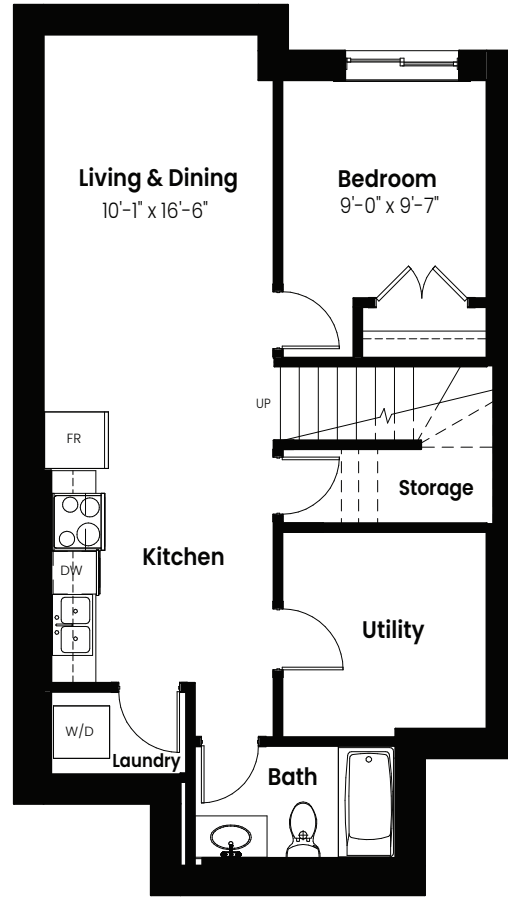 Living & Dining
10'-1" x 16'-6"
Bedroom
9'-0" x 9'-7"
UP
FR
Storage
Kitchen
DW
Utility
W/D
Laundry
Bath